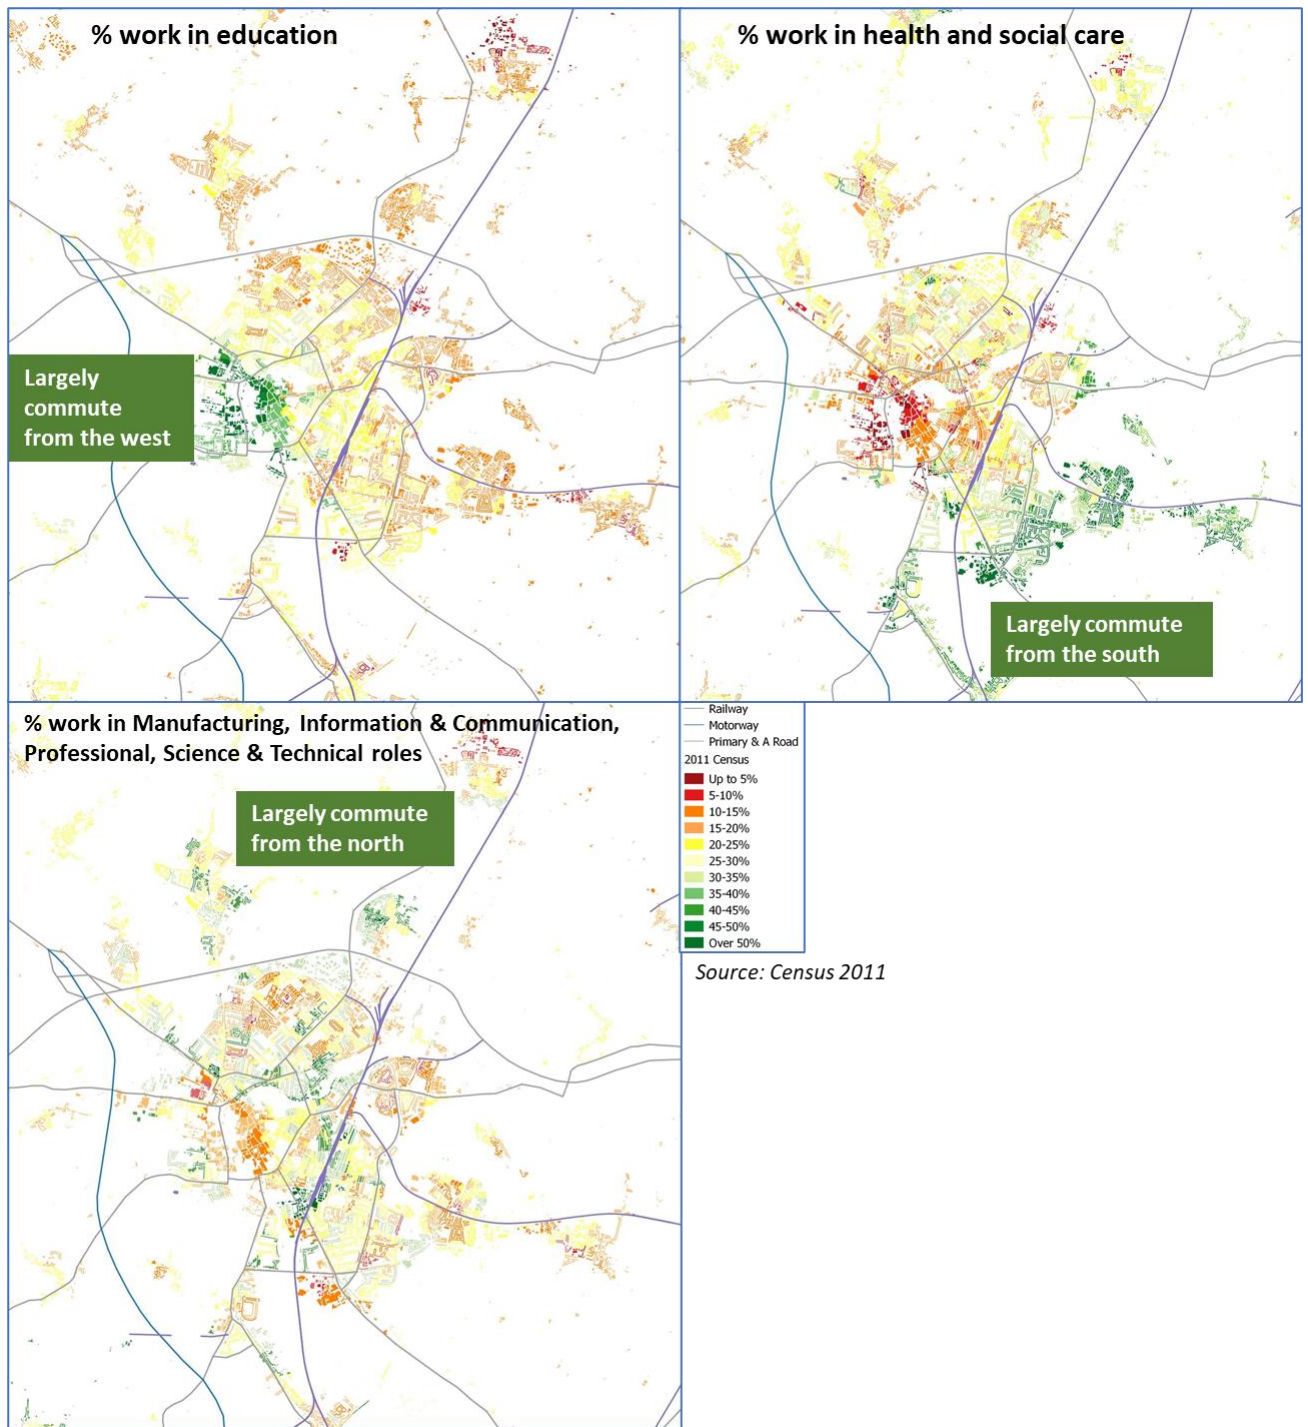 % work in education
% work in health and social care
Largely
commute
from the west
Largely commute
from the south
% work in Manufacturing, Information & Communication,
Professional, Science & Technical roles
Largely commute
from the north
Railway
Motorway
Primary & A Road
2011 Census
Up to 5%
5-10%
10-15%
15-20%
20-25%
25-30%
30-35%
35-40%
40-45%
45-50%
Over 50%
Source: Census 2011